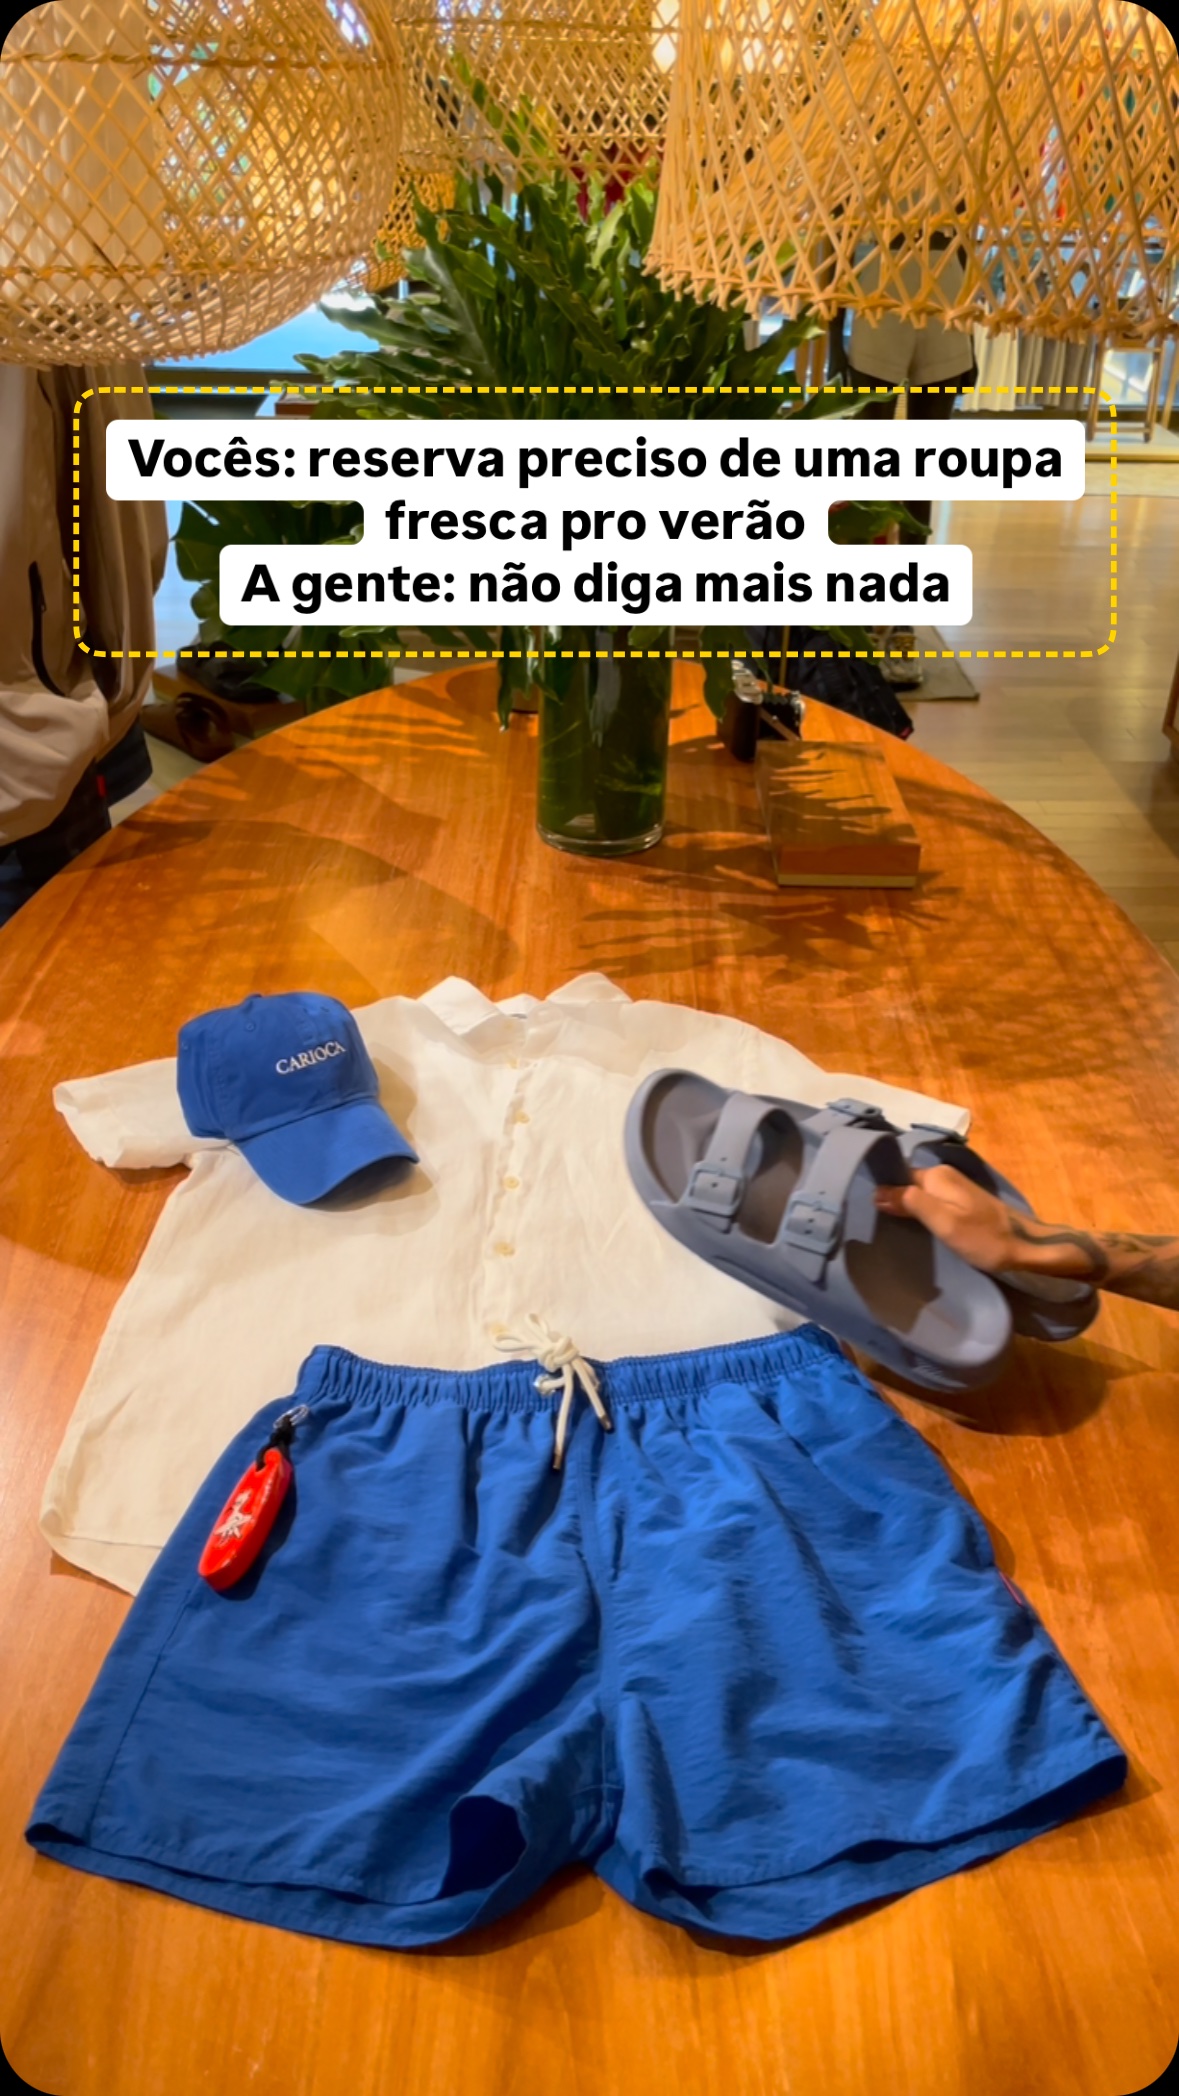 Vocês: reserva preciso de uma roupa
fresca pro verão
A gente: não diga mais nada
CARIOCA